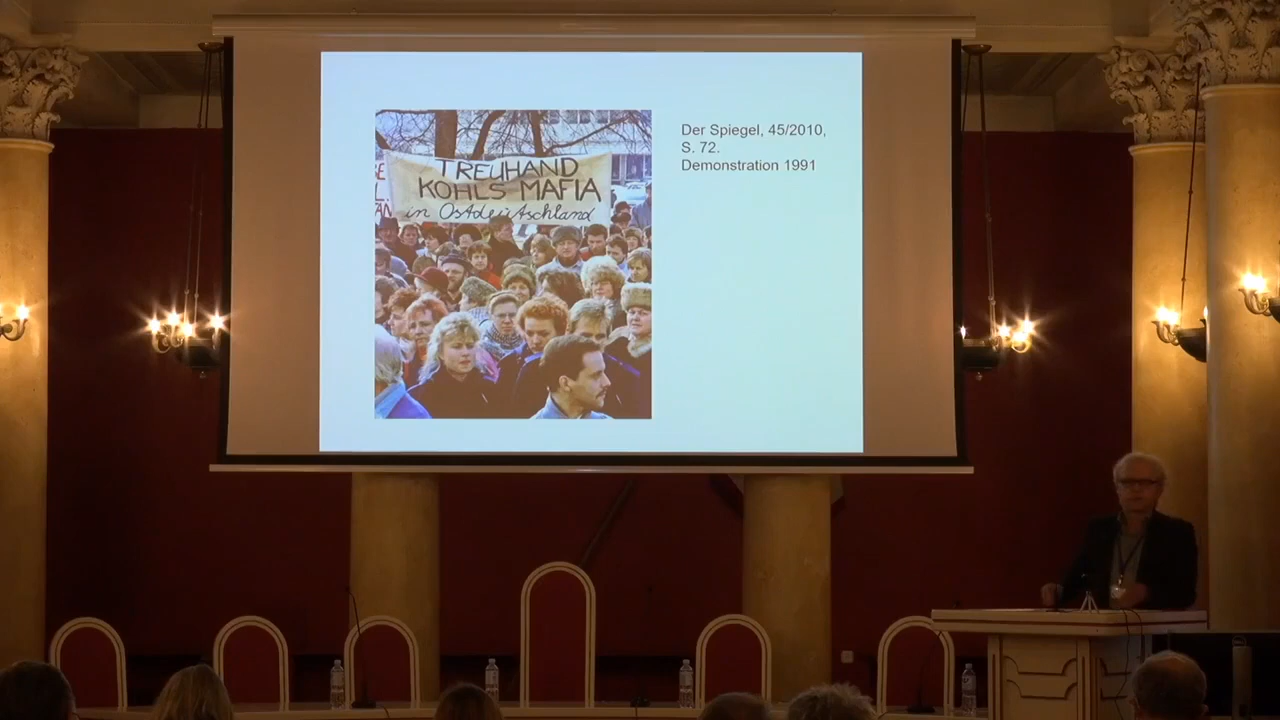 Der Spiegel, 45/2010,
S. 72.
Demonstration 1991
TREUHAND
KOHLS MAFIA
in Ostdeutschland